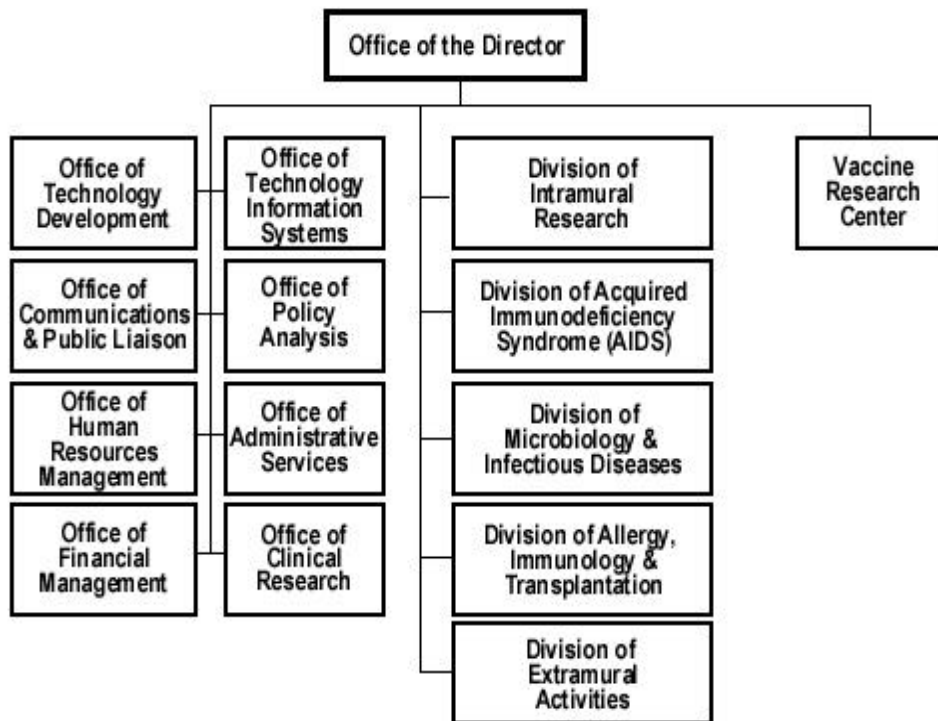 Office of the Director
Office of
Technology
Development
Office of
Technology
Information
Systems
Division of
Intramural
Research
Vaccine
Research
Center
Office of
Communications
& Public Liaison
Office of
Policy
Analysis
Division of Acquired
Immunodeficiency
Syndrome (AIDS)
Office of
Human
Resources
Management
Office of
Administrative
Services
Division of
Microbiology &
Infectious Diseases
Office of
Financial
Management
Office of
Clinical
Research
Division of Allergy,
Immunology &
Transplantation
Division of
Extramural
Activities